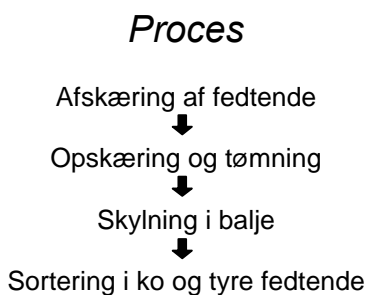 Proces
Afskæring af fedtende
Opskæring og tømning
Skylning i balje
Sortering i ko og tyre fedtende